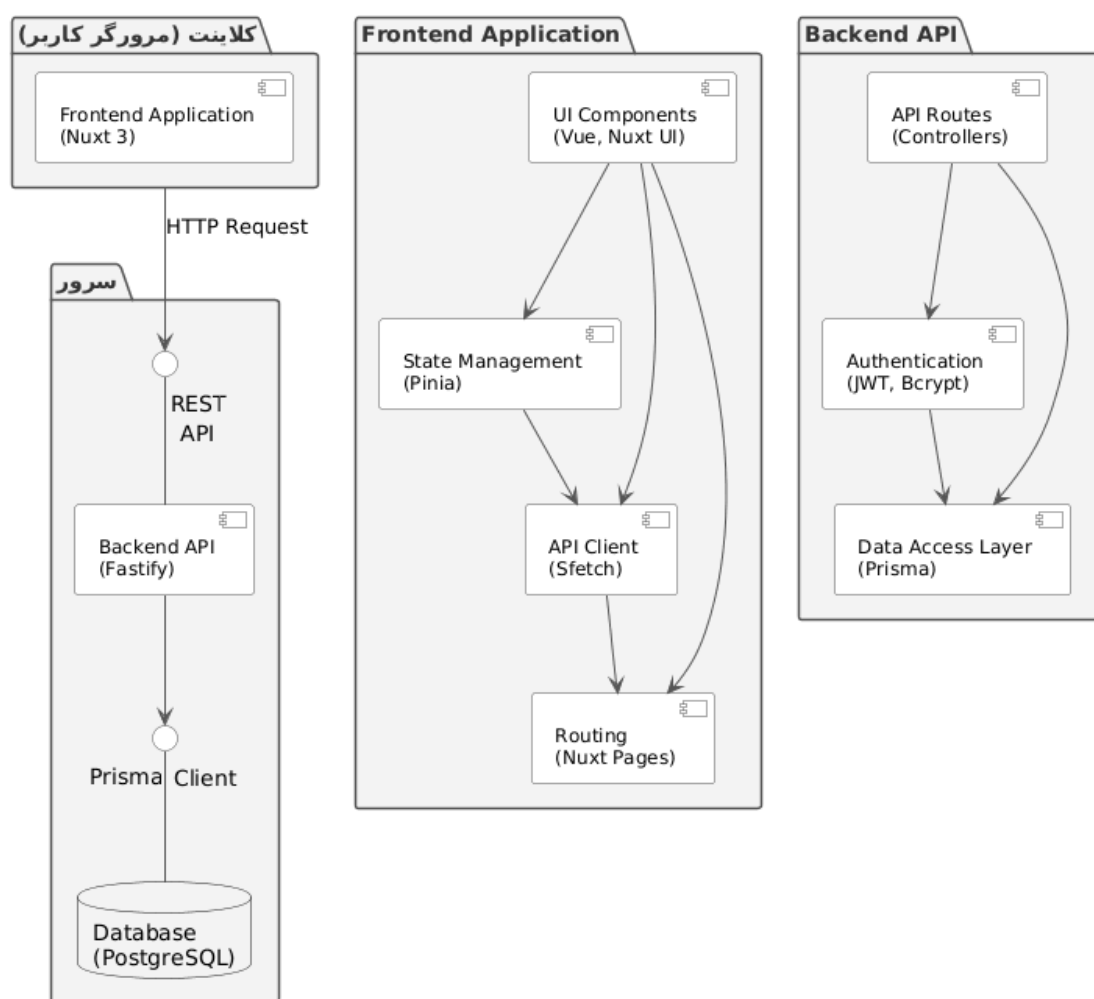 کلاینت (مرورگر کاربر)
Frontend Application
(Nuxt 3)
HTTP Request
سرور
REST
API
Backend API
(Fastify)
Prisma Client
Database
(PostgreSQL)
Frontend Application
UI Components
(Vue, Nuxt UI)
State Management
(Pinia)
API Client
(Sfetch)
Routing
(Nuxt Pages)
Backend API
API Routes
(Controllers)
Authentication
(JWT, Bcrypt)
Data Access Layer
(Prisma)